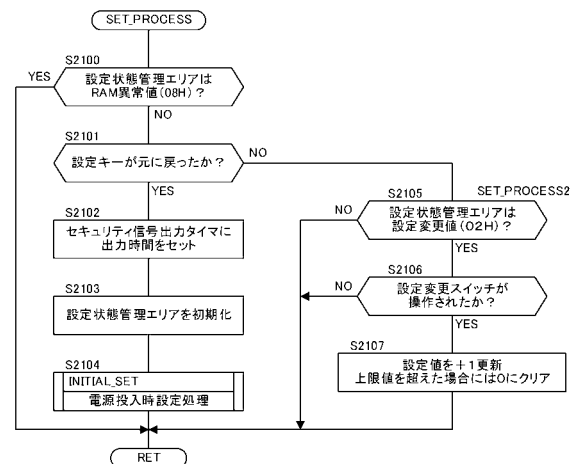 SET_PROCESS
S2100
設定状態管理エリアは
RAM異常値(08H)?
YES
NO
S2101
設定キーが元に戻ったか?
NO
YES
S2102
セキュリティ信号出力タイマに
出力時間をセット
S2103
設定状態管理エリアを初期化
S2104
INITIAL_SET
電源投入時設定処理
S2105
SET_PROCESS2
設定状態管理エリアは
設定変更値(02H)?
NO
YES
S2106
設定変更スイッチが
操作されたか?
NO
YES
S2107
設定値を+1更新
上限値を超えた場合には0にクリア
RET